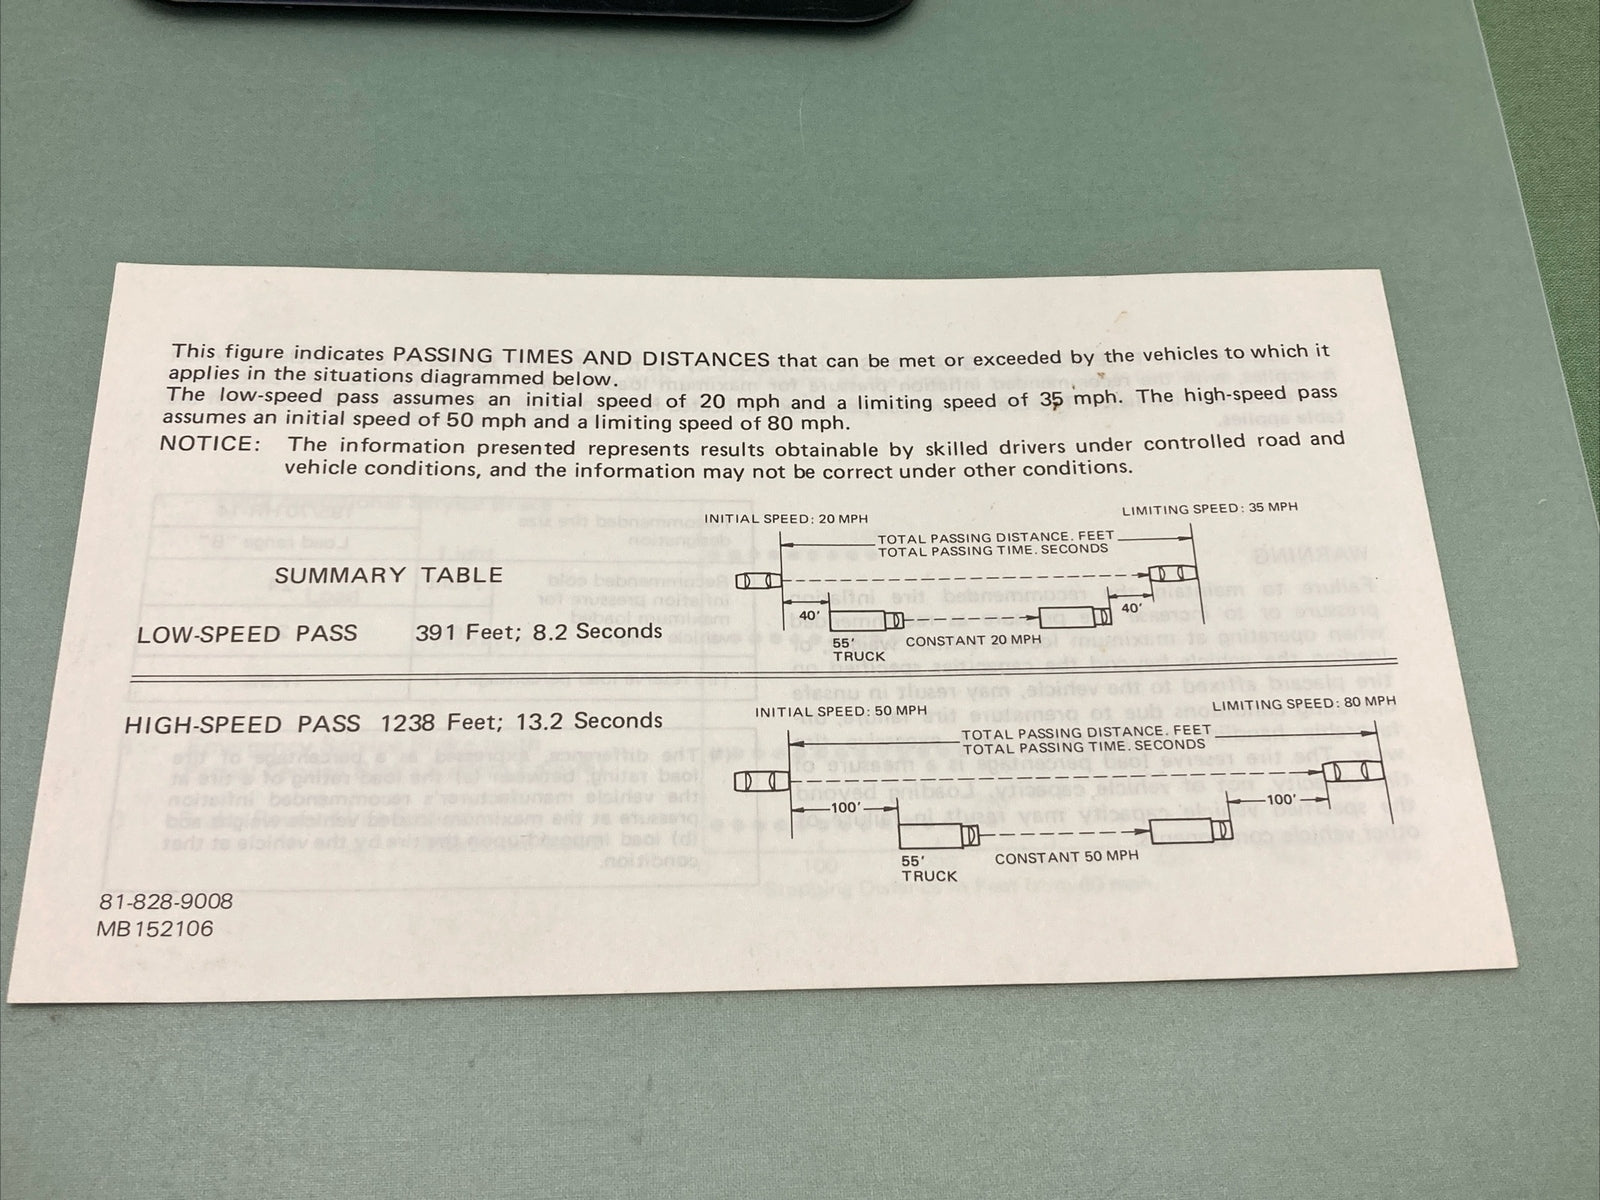 This figure indicates PASSING TIMES AND DISTANCES that can be met or exceeded by the vehicles to which it
applies in the situations diagrammed below.
The low-speed pass assumes an initial speed of 20 mph and a limiting speed of 35 mph. The high-speed pass
assumes an initial speed of 50 mph and a limiting speed of 80 mph.
NOTICE: The information presented represents results obtainable by skilled drivers under controlled road and
vehicle conditions, and the information may not be correct under other conditions.
INITIAL SPEED: 20 MPH
LIMITING SPEED: 35 MPH
TOTAL PASSING DISTANCE. FEET
TOTAL PASSING TIME. SECONDS
SUMMARY TABLE
40'
40'
LOW-SPEED PASS 391 Feet; 8.2 Seconds
55'
TRUCK
CONSTANT 20 MPH
INITIAL SPEED: 50 MPH
LIMITING SPEED: 80 MPH
HIGH-SPEED PASS 1238 Feet; 13.2 Seconds
TOTAL PASSING DISTANCE. FEET
TOTAL PASSING TIME. SECONDS
100'
100'
55'
TRUCK
CONSTANT 50 MPH
81-828-9008
MB152106